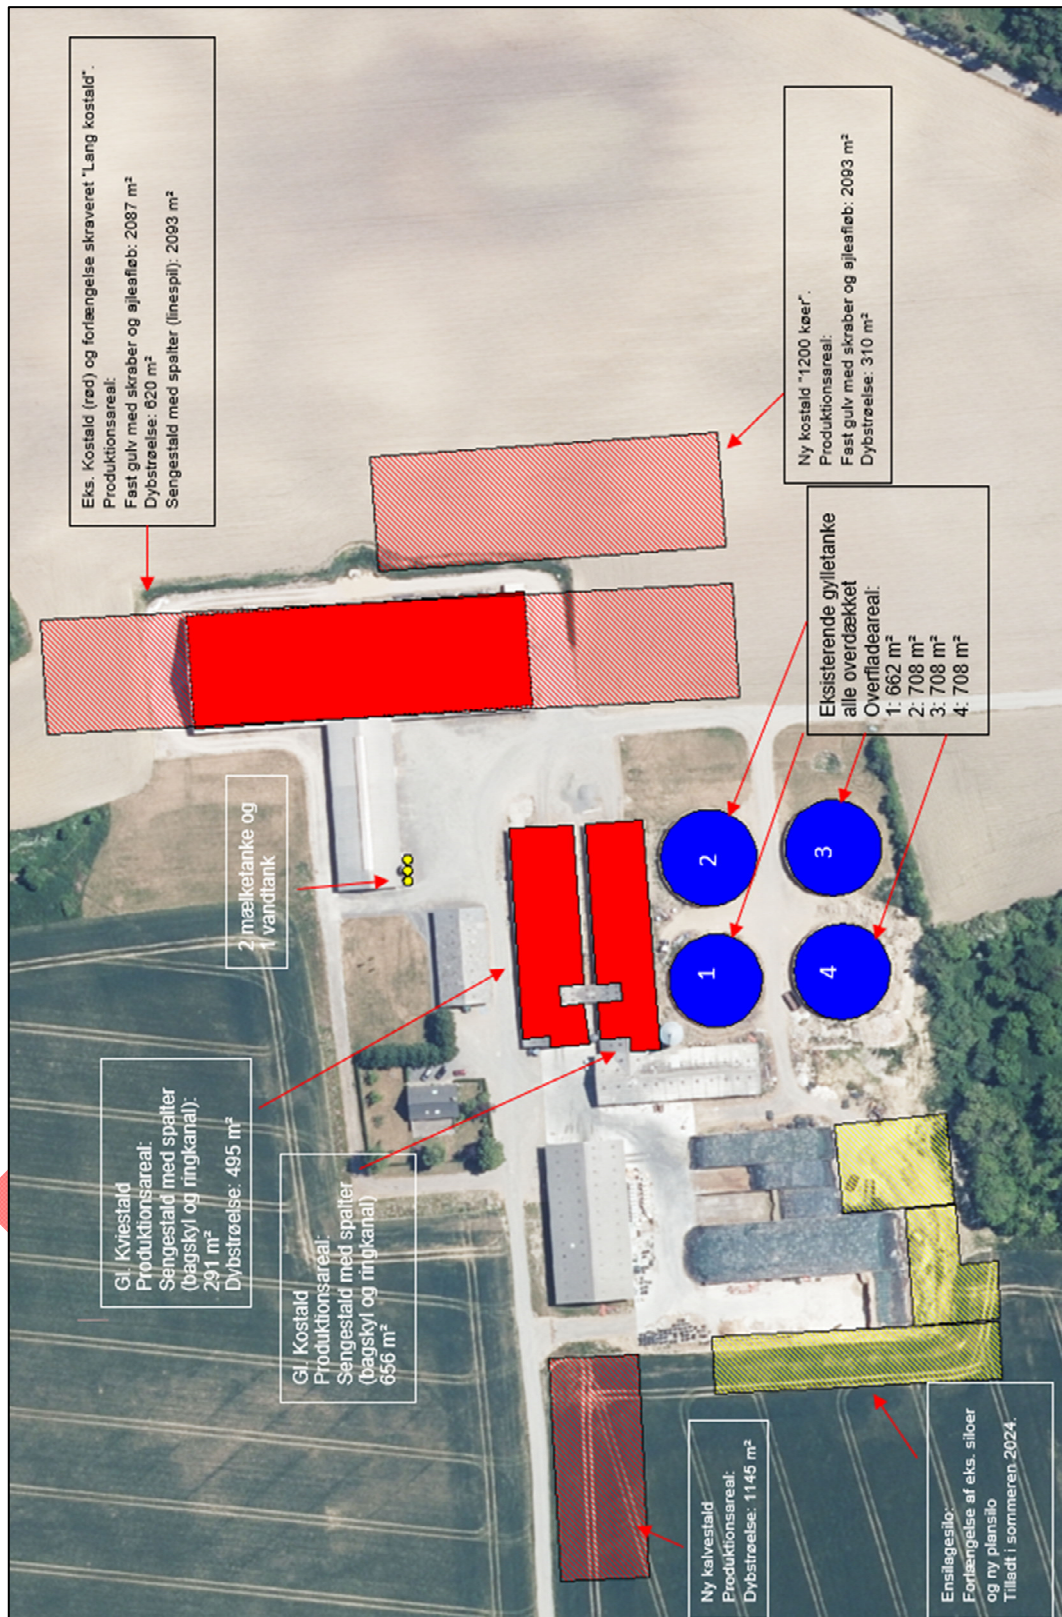 Eks. Kostald (rød) og forlængelse skraveret "Lang kostald".
Produktionsareal:
Fast gulv med skraber og ajleafløb: 2087 m²
Dybstrøelse: 620 m²
Sengestald med spalter (linespil): 2093 m²
Ny kostald "1200 køer".
Produktionsareal:
Fast gulv med skraber og ajleafløb: 2093 m²
Dybstrøelse: 310 m²
Eksisterende gylletanke
alle overdækket
Overfladeareal:
1: 662 m²
2: 708 m²
3: 708 m²
4: 708 m²
2 mælketanke og
1 vandtank
2
3
1
4
Gl. Kviestald
Produktionsareal:
Sengestald med spalter
(bagskyl og ringkanal):
291 m²
Dybstrøelse: 495 m²
Gl. Kostald
Produktionsareal:
Sengestald med spalter
(bagskyl og ringkanal)
656 m²
Ny kalvestald
Produktionsareal:
Dybstrøelse: 1145 m²
Ensilagesilo:
Forlængelse af eks. siloer
og ny plansilo
Tilladt i sommeren 2024.